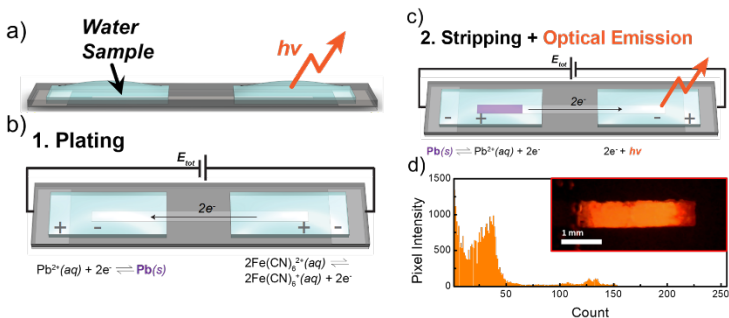 a)
Water
Sample
hv
b)
1. Plating
E_tot
2e⁻
+ - - +
Pb²⁺(aq) + 2e⁻ ⇌ Pb(s)
2Fe(CN)₆²⁺(aq) ⇌
2Fe(CN)₆⁺(aq) + 2e⁻
c)
2. Stripping + Optical Emission
E_tot
2e⁻
- + - +
Pb(s) ⇌ Pb²⁺(aq) + 2e⁻
2e⁻ + hv
d)
1500
1000
500
0
Pixel Intensity
1 mm
50 100 150 200 250
Count